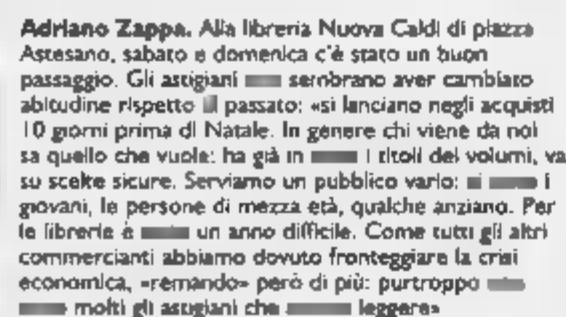 Adriano Zappa. Alla libreria Nuova Caldi di piazza
Astesano, sabato e domenica c'è stato un buon
passaggio. Gli astigiani sembrano aver cambiato
abitudine rispetto passato: «si lanciano negli acquisti
10 giorni prima di Natale. In genere chi viene da noi
sa quello che vuole: ha già in i titoli dei volumi, va
su scelte sicure. Serviamo un pubblico vario: i
giovani, le persone di mezza età, qualche anziano. Per
le librerie è un anno difficile. Come tutti gli altri
commercianti abbiamo dovuto fronteggiare la crisi
economica, «remando» però di più: purtroppo
molti gli astigiani che leggere»